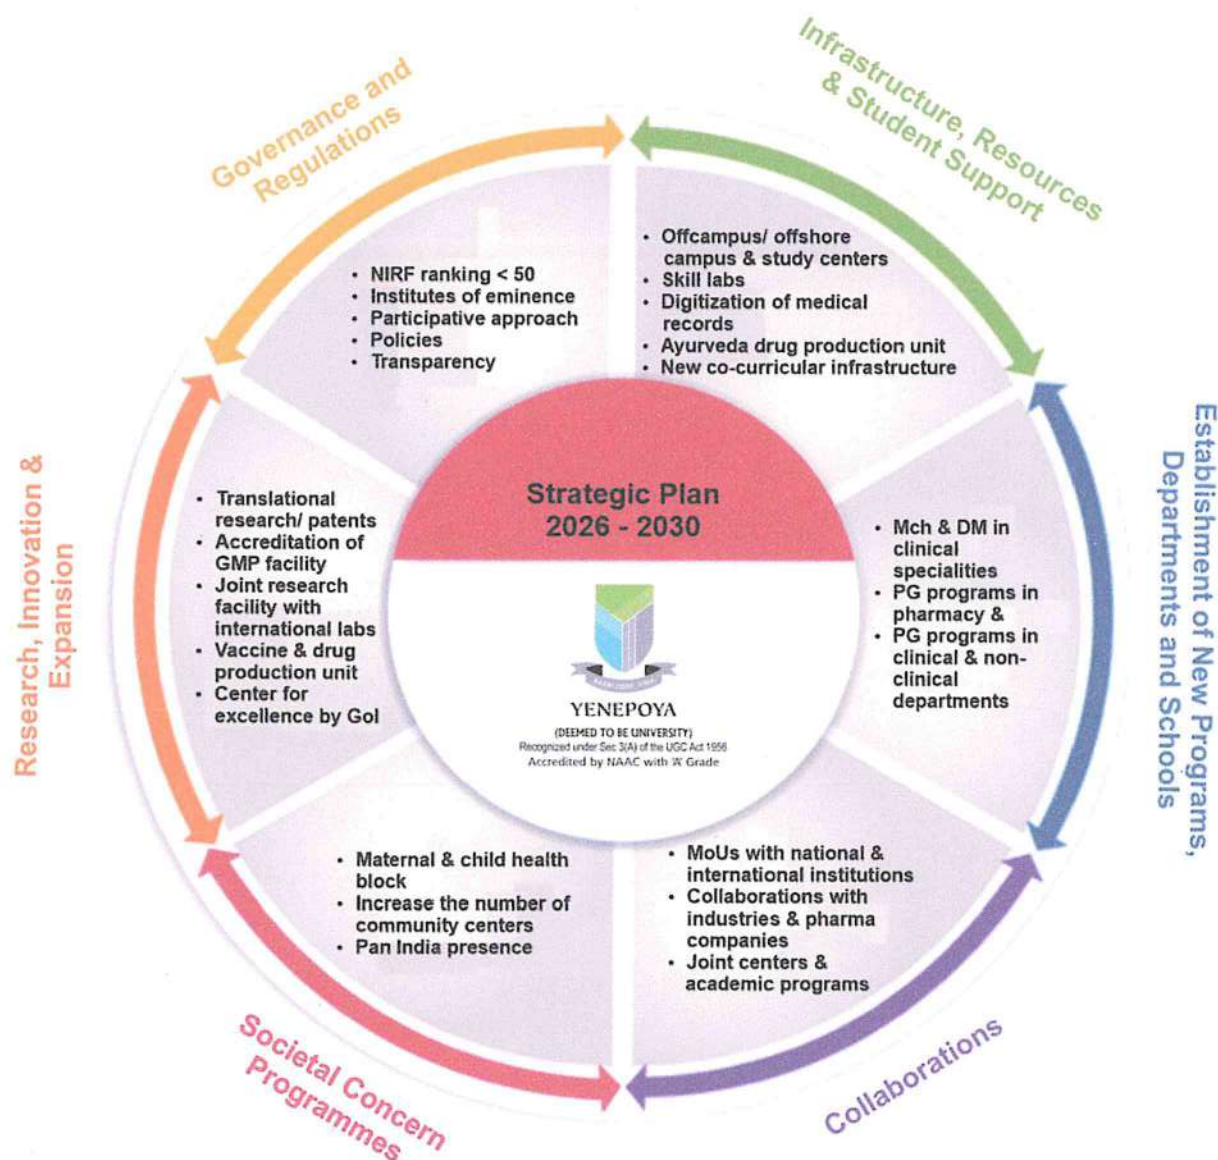 Governance and
Regulations
Infrastructure, Resources
& Student Support
• NIRF ranking < 50
• Institutes of eminence
• Participative approach
• Policies
• Transparency
• Offcampus/ offshore
campus & study centers
• Skill labs
• Digitization of medical
records
• Ayurveda drug production unit
• New co-curricular infrastructure
Research, Innovation &
Expansion
• Translational
research/ patents
• Accreditation of
GMP facility
• Joint research
facility with
international labs
• Vaccine & drug
production unit
• Center for
excellence by GoI
Strategic Plan
2026 - 2030
YENEPOYA
(DEEMED TO BE UNIVERSITY)
Recognized under Sec 3(A) of the UGC Act 1956
Accredited by NAAC with 'A' Grade
• Mch & DM in
clinical
specialities
• PG programs in
pharmacy &
• PG programs in
clinical & non-
clinical
departments
Establishment of New Programs,
Departments and Schools
• Maternal & child health
block
• Increase the number of
community centers
• Pan India presence
• MoUs with national &
international institutions
• Collaborations with
industries & pharma
companies
• Joint centers &
academic programs
Societal Concern
Programmes
Collaborations